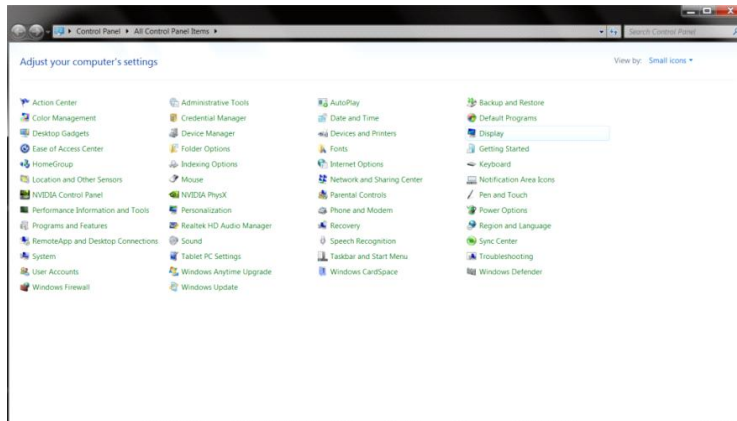 Control Panel ▸ All Control Panel Items ▸ Search Control Panel
Adjust your computer's settings View by: Small icons
Action Center Administrative Tools AutoPlay Backup and Restore
Color Management Credential Manager Date and Time Default Programs
Desktop Gadgets Device Manager Devices and Printers Display
Ease of Access Center Folder Options Fonts Getting Started
HomeGroup Indexing Options Internet Options Keyboard
Location and Other Sensors Mouse Network and Sharing Center Notification Area Icons
NVIDIA Control Panel NVIDIA PhysX Parental Controls Pen and Touch
Performance Information and Tools Personalization Phone and Modem Power Options
Programs and Features Realtek HD Audio Manager Recovery Region and Language
RemoteApp and Desktop Connections Sound Speech Recognition Sync Center
System Tablet PC Settings Taskbar and Start Menu Troubleshooting
User Accounts Windows Anytime Upgrade Windows CardSpace Windows Defender
Windows Firewall Windows Update